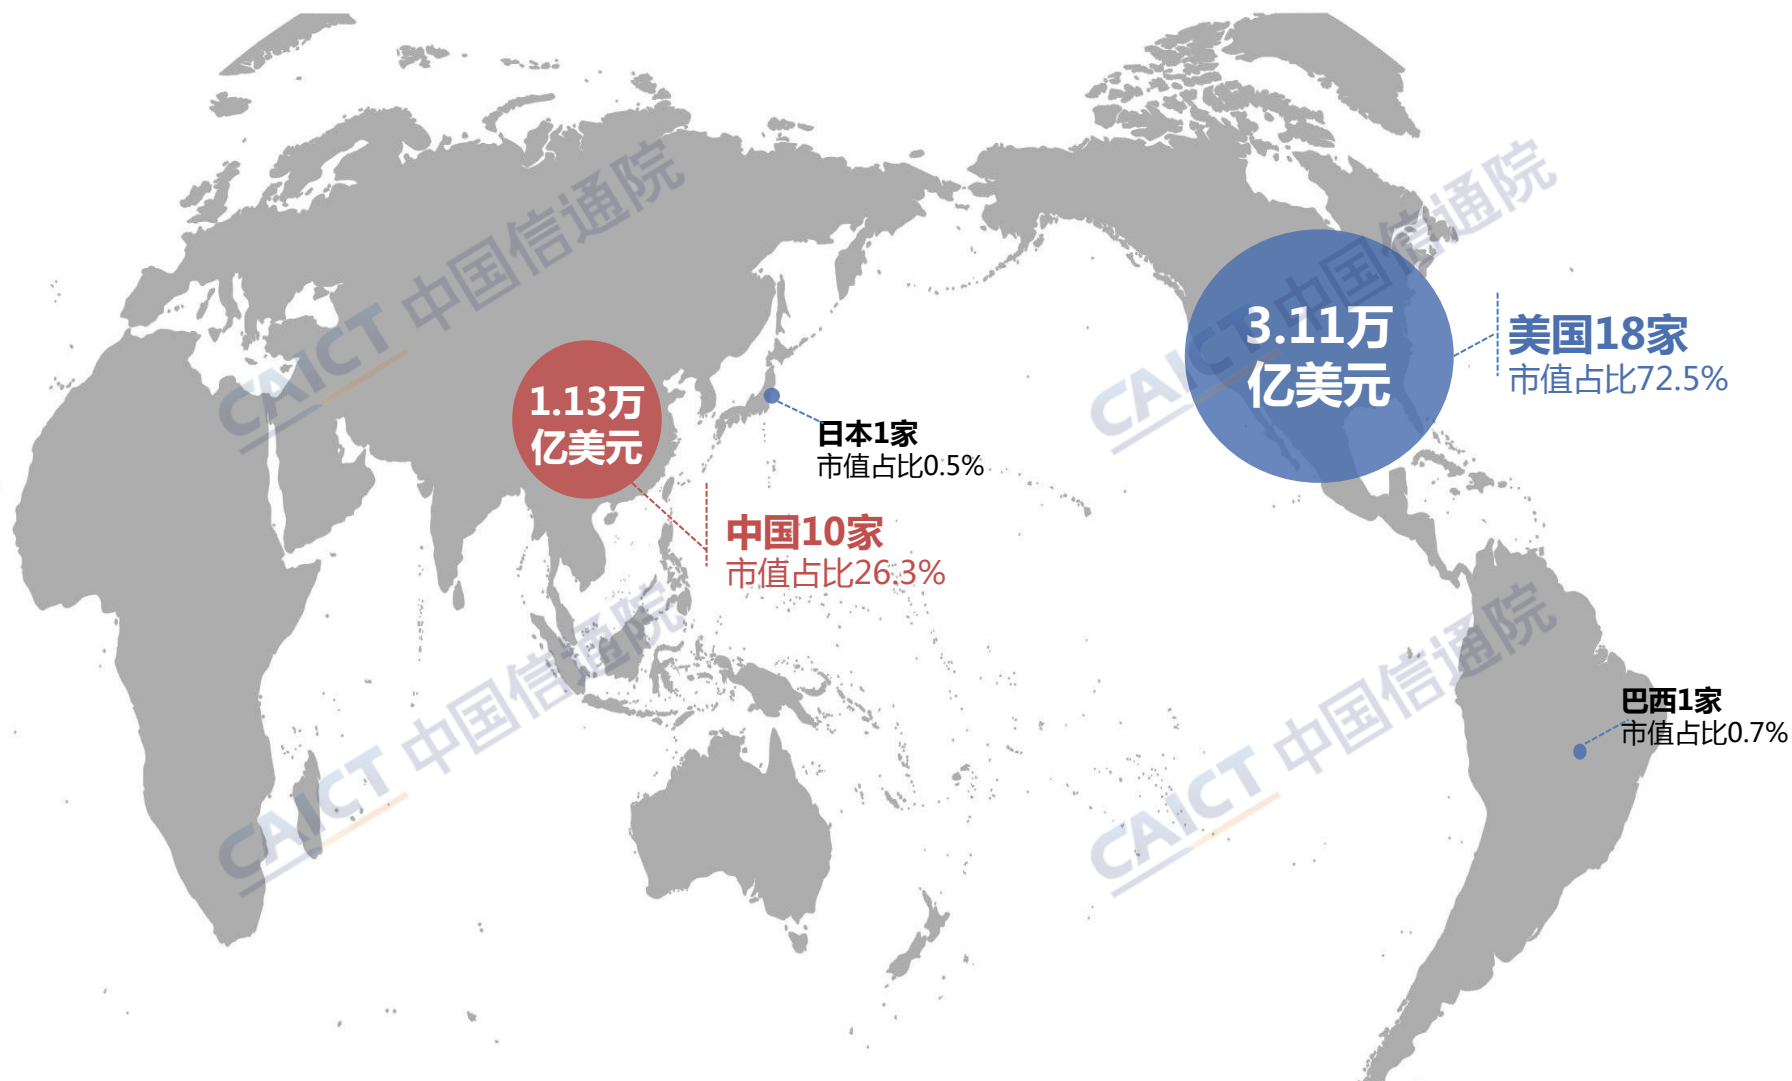 3.11万
亿美元
美国18家
市值占比72.5%
1.13万
亿美元
日本1家
市值占比0.5%
中国10家
市值占比26.3%
巴西1家
市值占比0.7%
CAICT 中国信通院
CAICT 中国信通院
CAICT 中国信通院
CAICT 中国信通院